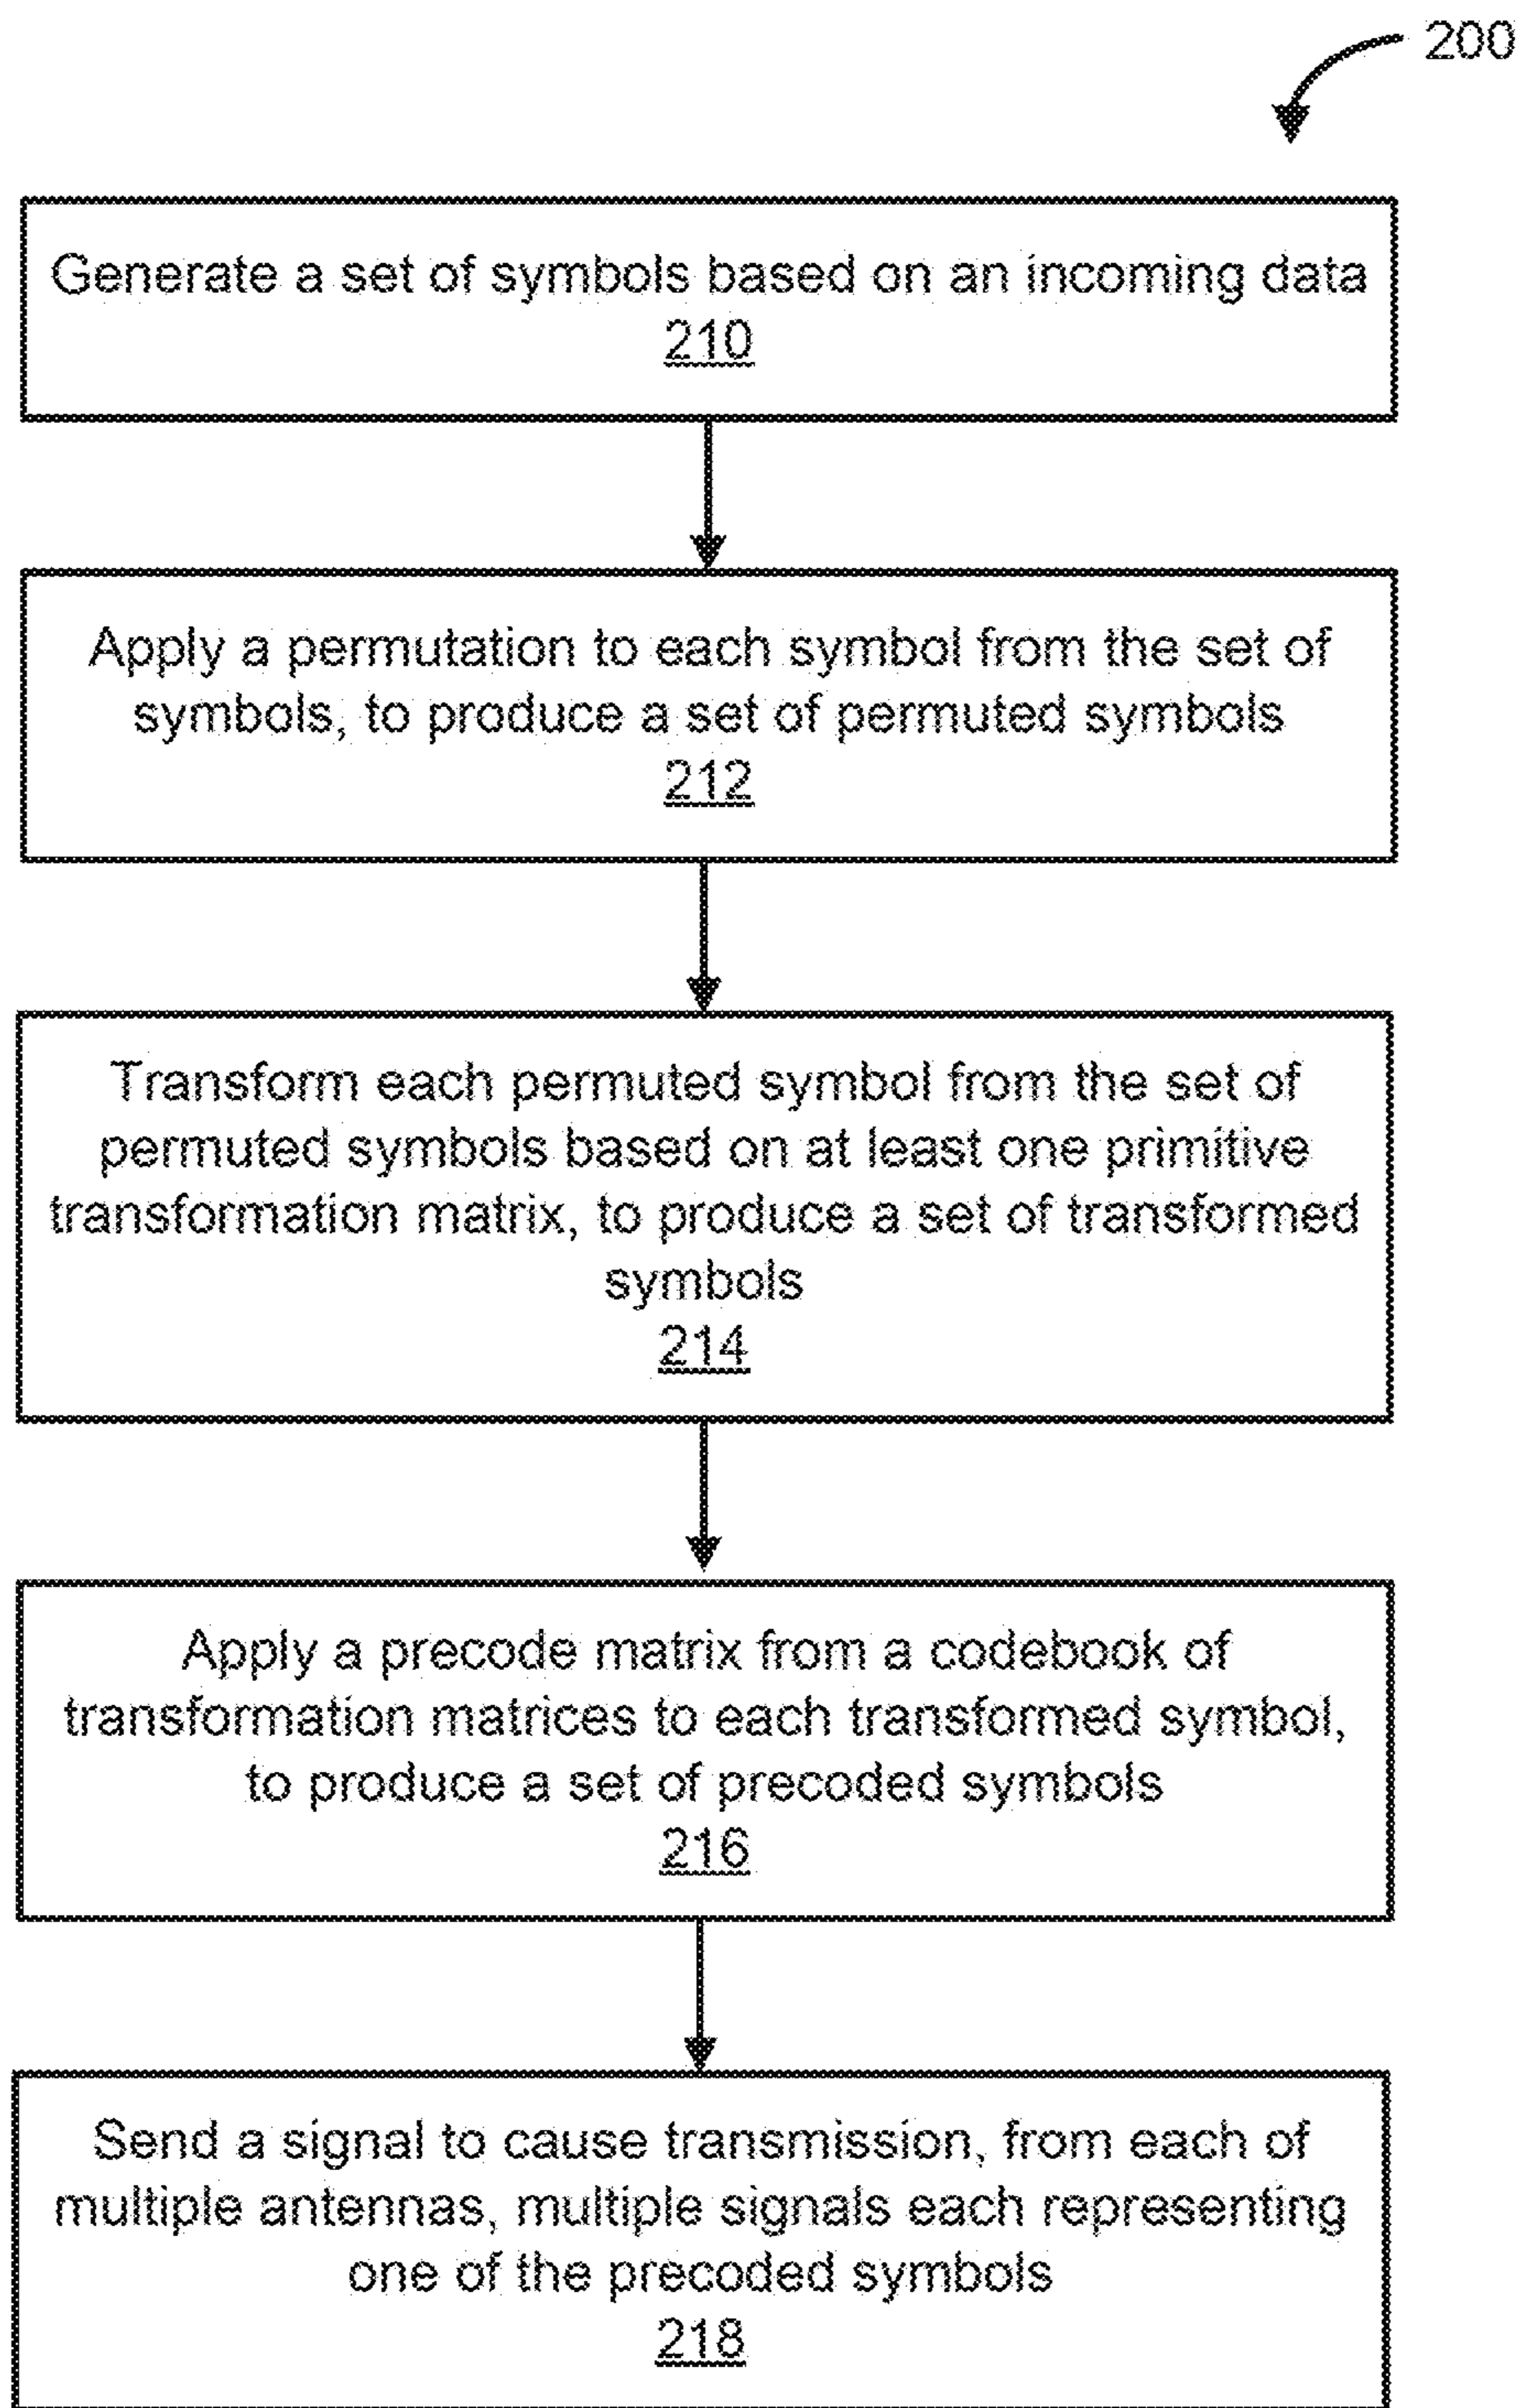 200
Generate a set of symbols based on an incoming data
210
Apply a permutation to each symbol from the set of
symbols, to produce a set of permuted symbols
212
Transform each permuted symbol from the set of
permuted symbols based on at least one primitive
transformation matrix, to produce a set of transformed
symbols
214
Apply a precode matrix from a codebook of
transformation matrices to each transformed symbol,
to produce a set of precoded symbols
216
Send a signal to cause transmission, from each of
multiple antennas, multiple signals each representing
one of the precoded symbols
218